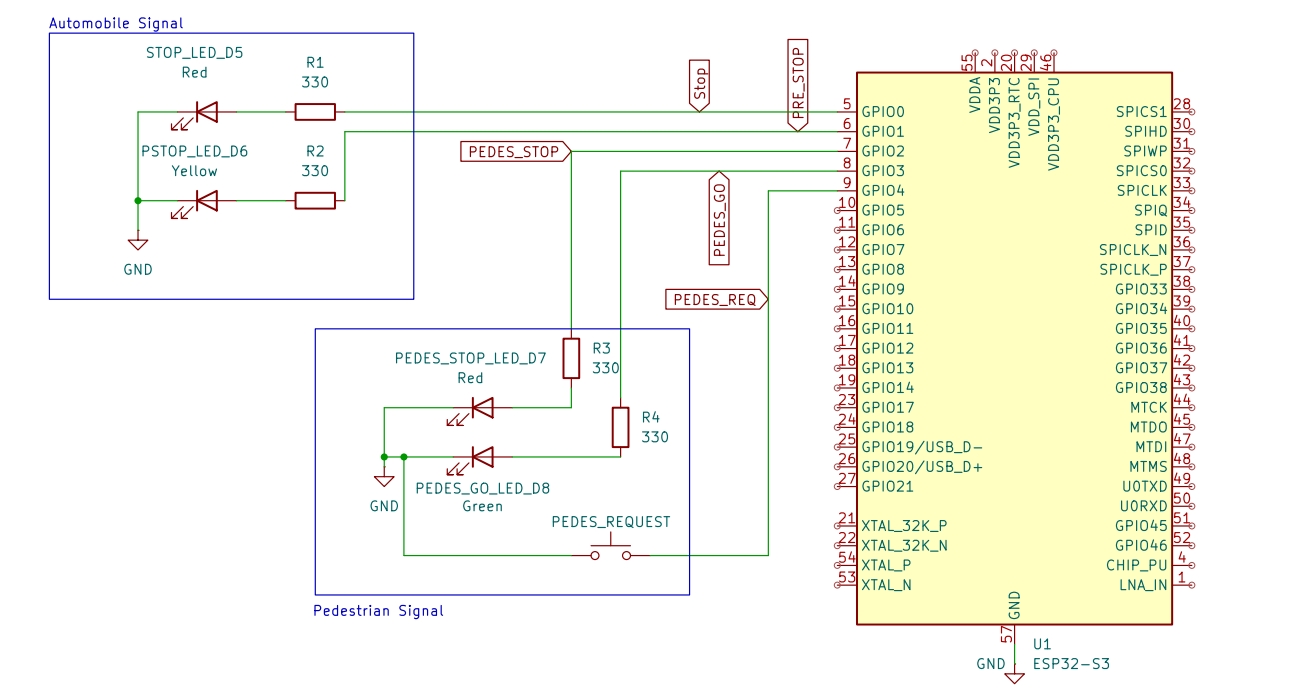 Automobile Signal
STOP_LED_D5
Red
R1
330
PSTOP_LED_D6
Yellow
R2
330
GND
Stop
PRE_STOP
PEDES_STOP
PEDES_GO
PEDES_REQ
PEDES_STOP_LED_D7
Red
R3
330
R4
330
GND
PEDES_GO_LED_D8
Green
PEDES_REQUEST
Pedestrian Signal
55
2
20
29
46
VDDA
VDD3P3
VDD3P3_RTC
VDD_SPI
VDD3P3_CPU
5 GPIO0
6 GPIO1
7 GPIO2
8 GPIO3
9 GPIO4
10 GPIO5
11 GPIO6
12 GPIO7
13 GPIO8
14 GPIO9
15 GPIO10
16 GPIO11
17 GPIO12
18 GPIO13
19 GPIO14
23 GPIO17
24 GPIO18
25 GPIO19/USB_D-
26 GPIO20/USB_D+
27 GPIO21
21 XTAL_32K_P
22 XTAL_32K_N
54 XTAL_P
53 XTAL_N
SPICS1 28
SPIHD 30
SPIWP 31
SPICS0 32
SPICLK 33
SPIQ 34
SPID 35
SPICLK_N 36
SPICLK_P 37
GPIO33 38
GPIO34 39
GPIO35 40
GPIO36 41
GPIO37 42
GPIO38 43
MTCK 44
MTDO 45
MTDI 47
MTMS 48
U0TXD 49
U0RXD 50
GPIO45 51
GPIO46 52
CHIP_PU 4
LNA_IN 1
GND
57
U1
GND
ESP32-S3